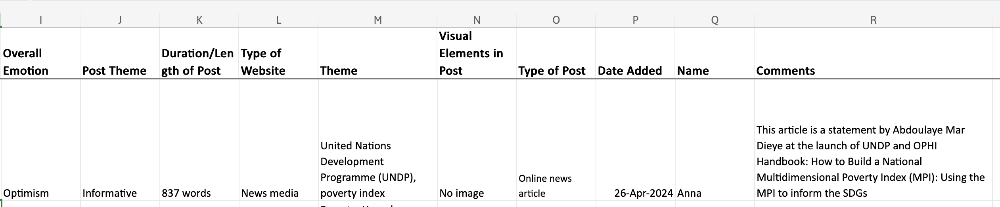 I J K L M N O P Q R
Visual
Overall Duration/Len Type of Elements in
Emotion Post Theme gth of Post Website Theme Post Type of Post Date Added Name Comments
This article is a statement by Abdoulaye Mar
United Nations Dieye at the launch of UNDP and OPHI
Development Handbook: How to Build a National
Programme (UNDP), Online news Multidimensional Poverty Index (MPI): Using the
Optimism Informative 837 words News media poverty index No image article 26-Apr-2024 Anna MPI to inform the SDGs